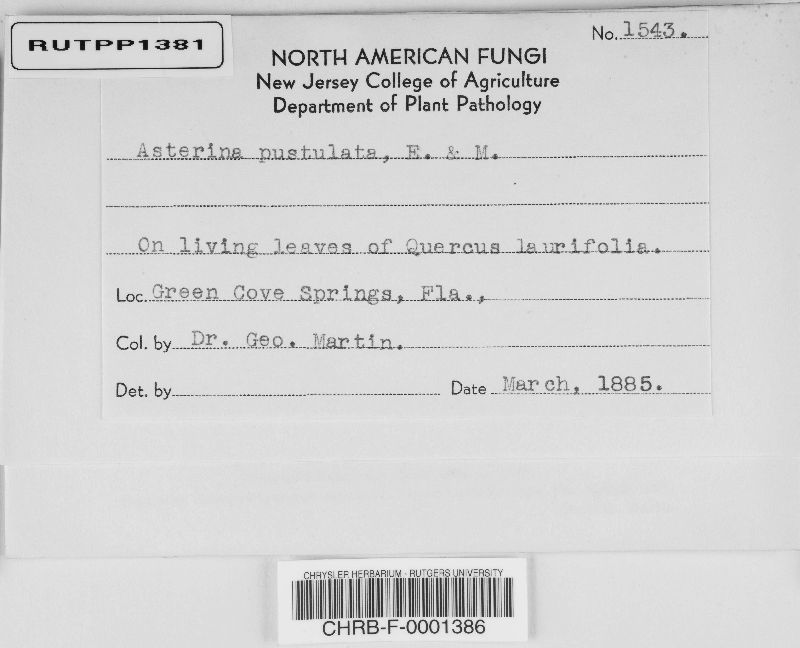 RUTPP1381
No. 1543.
NORTH AMERICAN FUNGI
New Jersey College of Agriculture
Department of Plant Pathology
Asterina pustulata, E. & M.
On living leaves of Quercus laurifolia.
Loc. Green Cove Springs, Fla.,
Col. by Dr. Geo. Martin.
Det. by
Date March, 1885.
CHRYSLER HERBARIUM - RUTGERS UNIVERSITY
CHRB-F-0001386